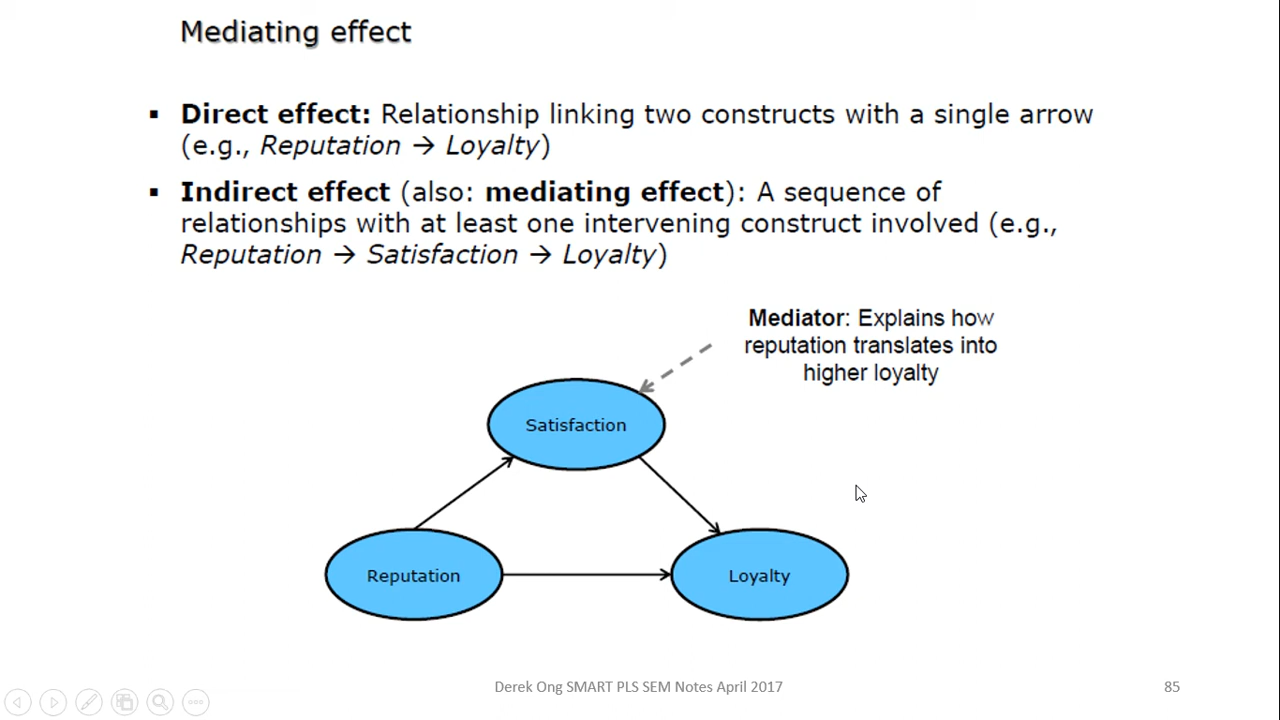 Mediating effect
▪ Direct effect: Relationship linking two constructs with a single arrow
(e.g., Reputation → Loyalty)
▪ Indirect effect (also: mediating effect): A sequence of
relationships with at least one intervening construct involved (e.g.,
Reputation → Satisfaction → Loyalty)
Mediator: Explains how
reputation translates into
higher loyalty
Satisfaction
Reputation
Loyalty
Derek Ong SMART PLS SEM Notes April 2017
85